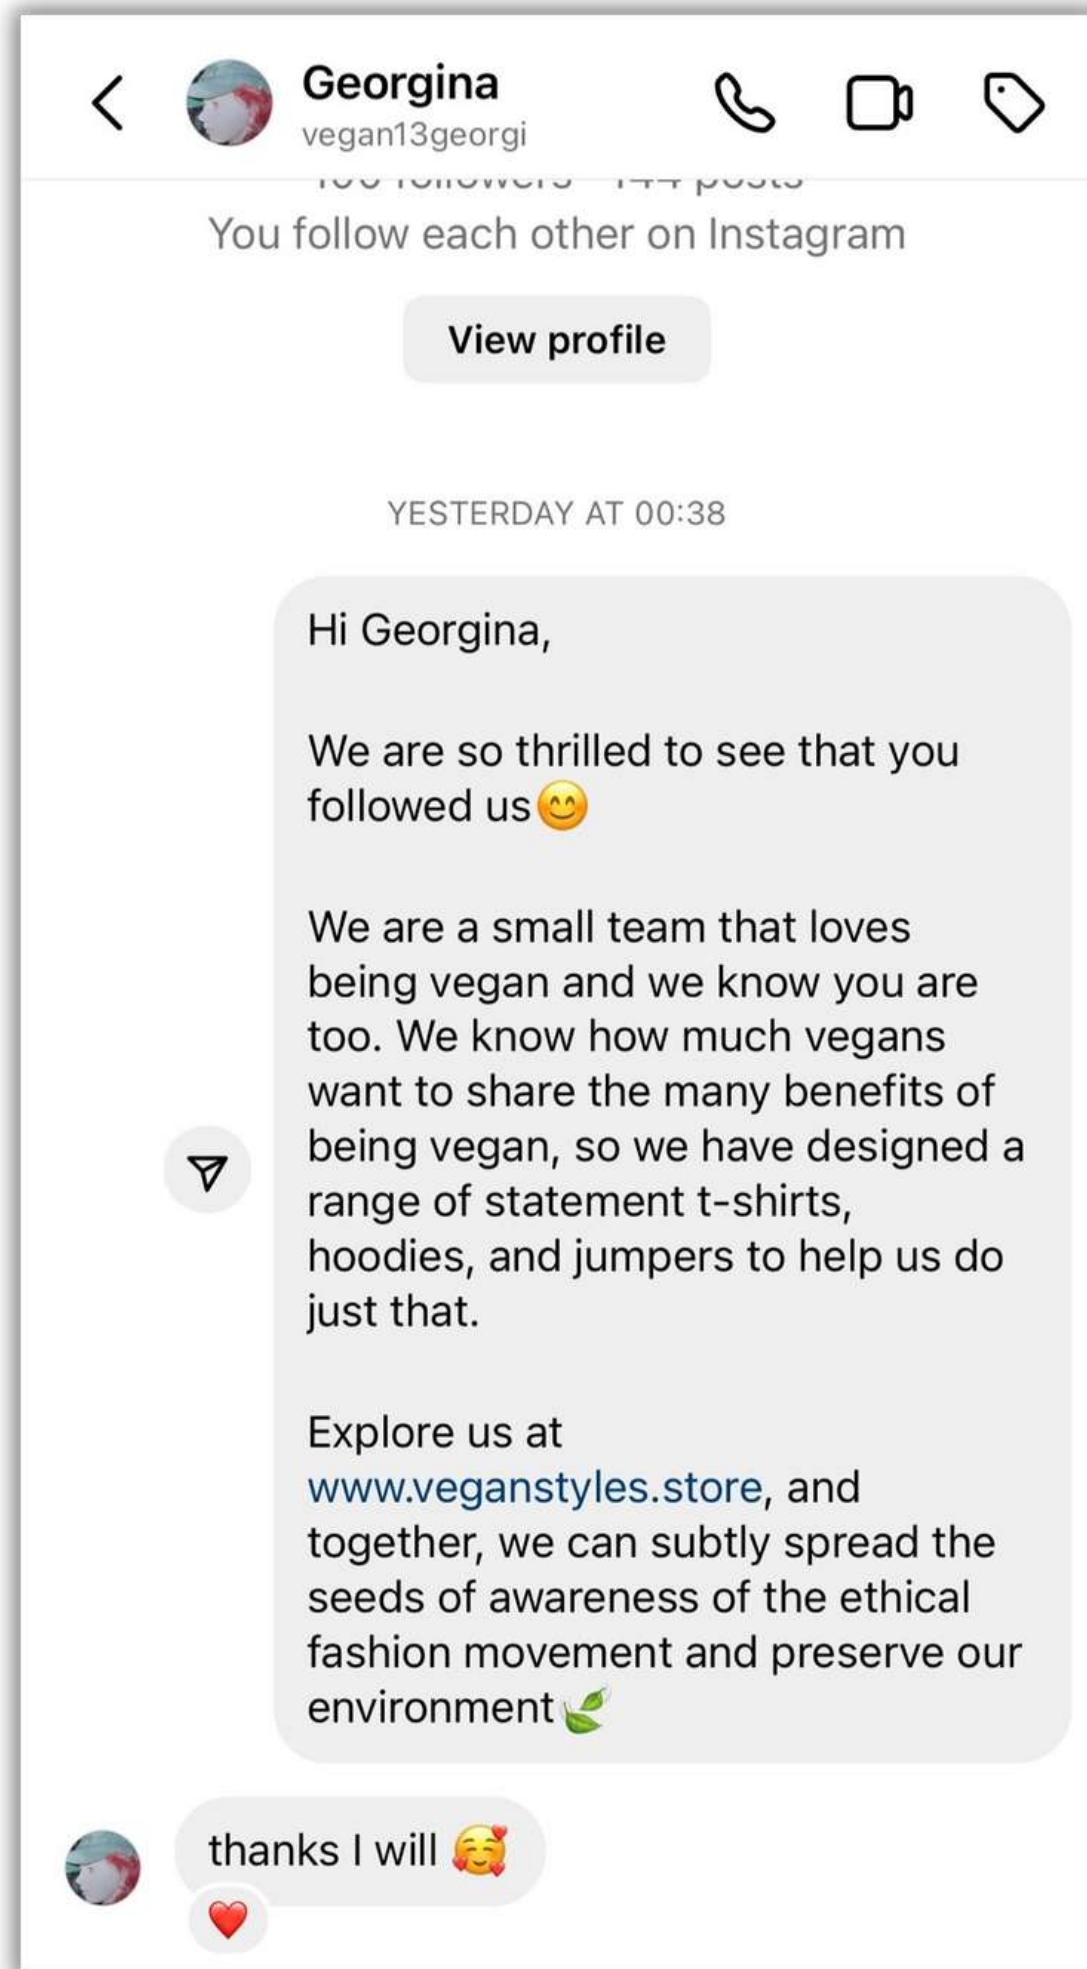 Georgina
vegan13georgi
followers posts
You follow each other on Instagram
View profile
YESTERDAY AT 00:38
Hi Georgina,
We are so thrilled to see that you
followed us😊
We are a small team that loves
being vegan and we know you are
too. We know how much vegans
want to share the many benefits of
being vegan, so we have designed a
range of statement t-shirts,
hoodies, and jumpers to help us do
just that.
Explore us at
www.veganstyles.store, and
together, we can subtly spread the
seeds of awareness of the ethical
fashion movement and preserve our
environment🌿
thanks I will 🥰
❤️